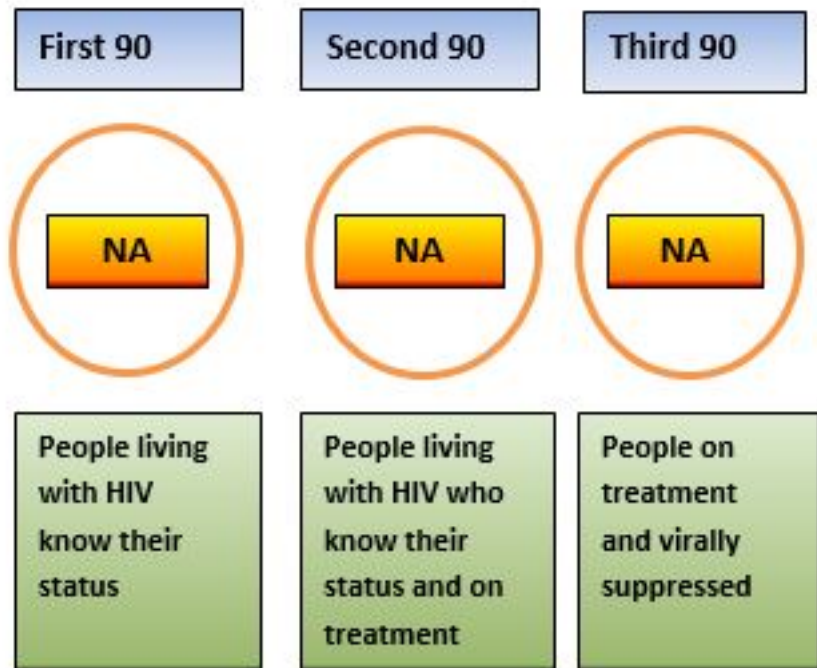 First 90
Second 90
Third 90
NA
NA
NA
People living
with HIV
know their
status
People living
with HIV who
know their
status and on
treatment
People on
treatment
and virally
suppressed